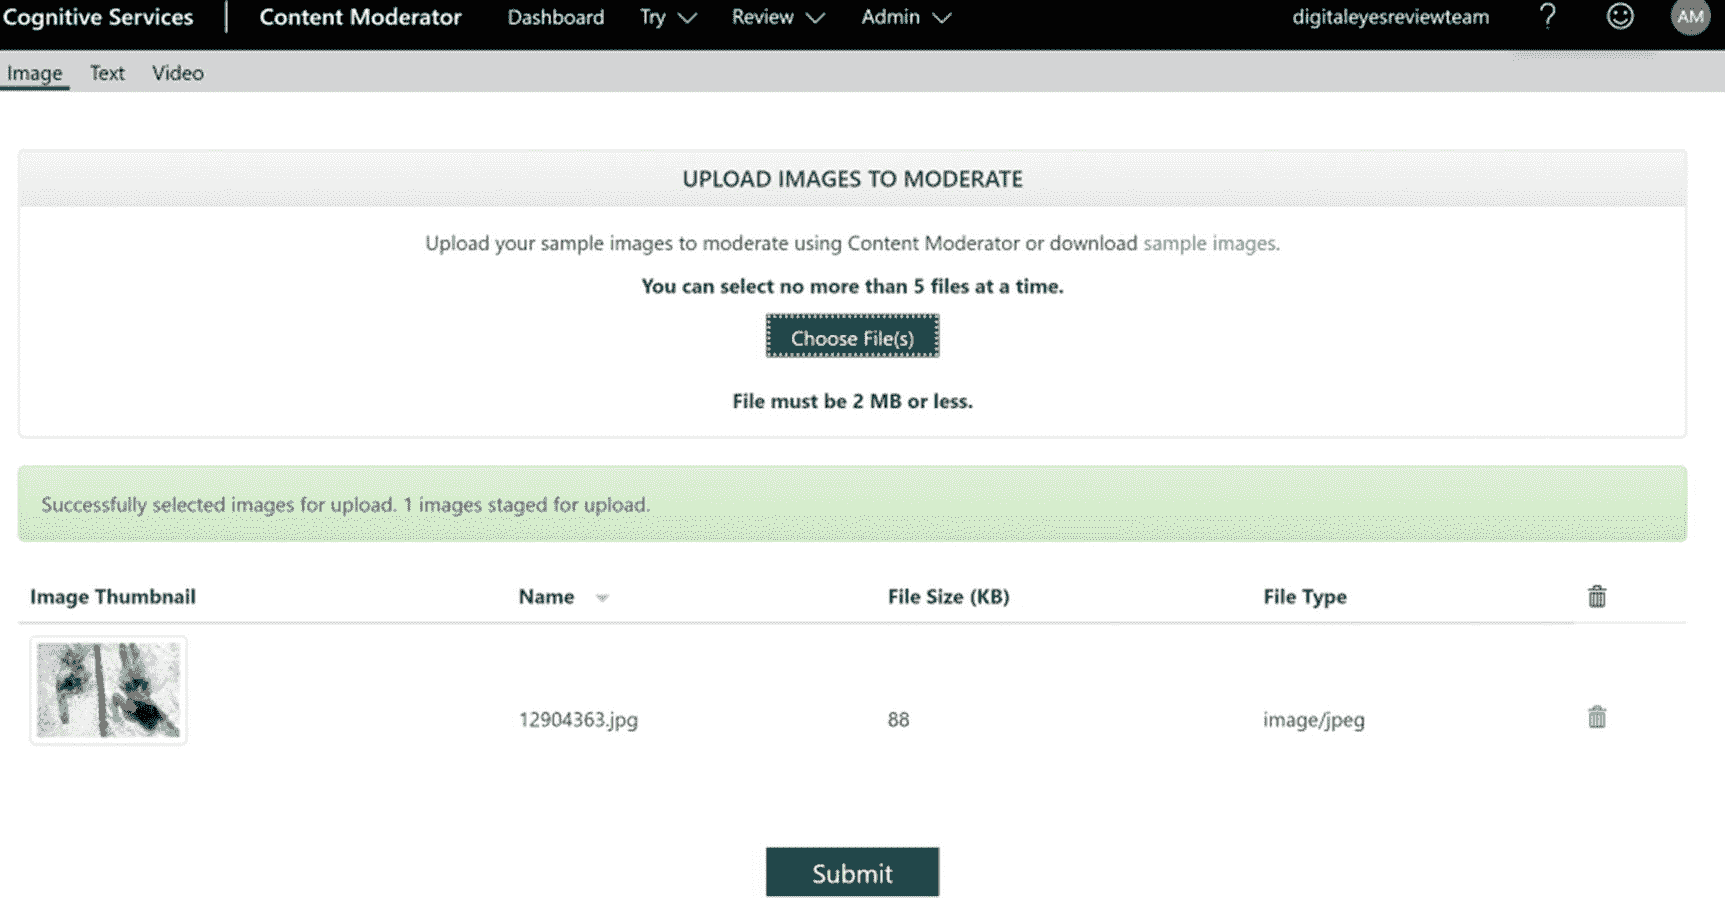 Cognitive Services | Content Moderator Dashboard Try Review Admin digitaleyesreviewteam ? AM
Image Text Video
UPLOAD IMAGES TO MODERATE
Upload your sample images to moderate using Content Moderator or download sample images.
You can select no more than 5 files at a time.
Choose File(s)
File must be 2 MB or less.
Successfully selected images for upload. 1 images staged for upload.
Image Thumbnail Name File Size (KB) File Type
12904363.jpg 88 image/jpeg
Submit